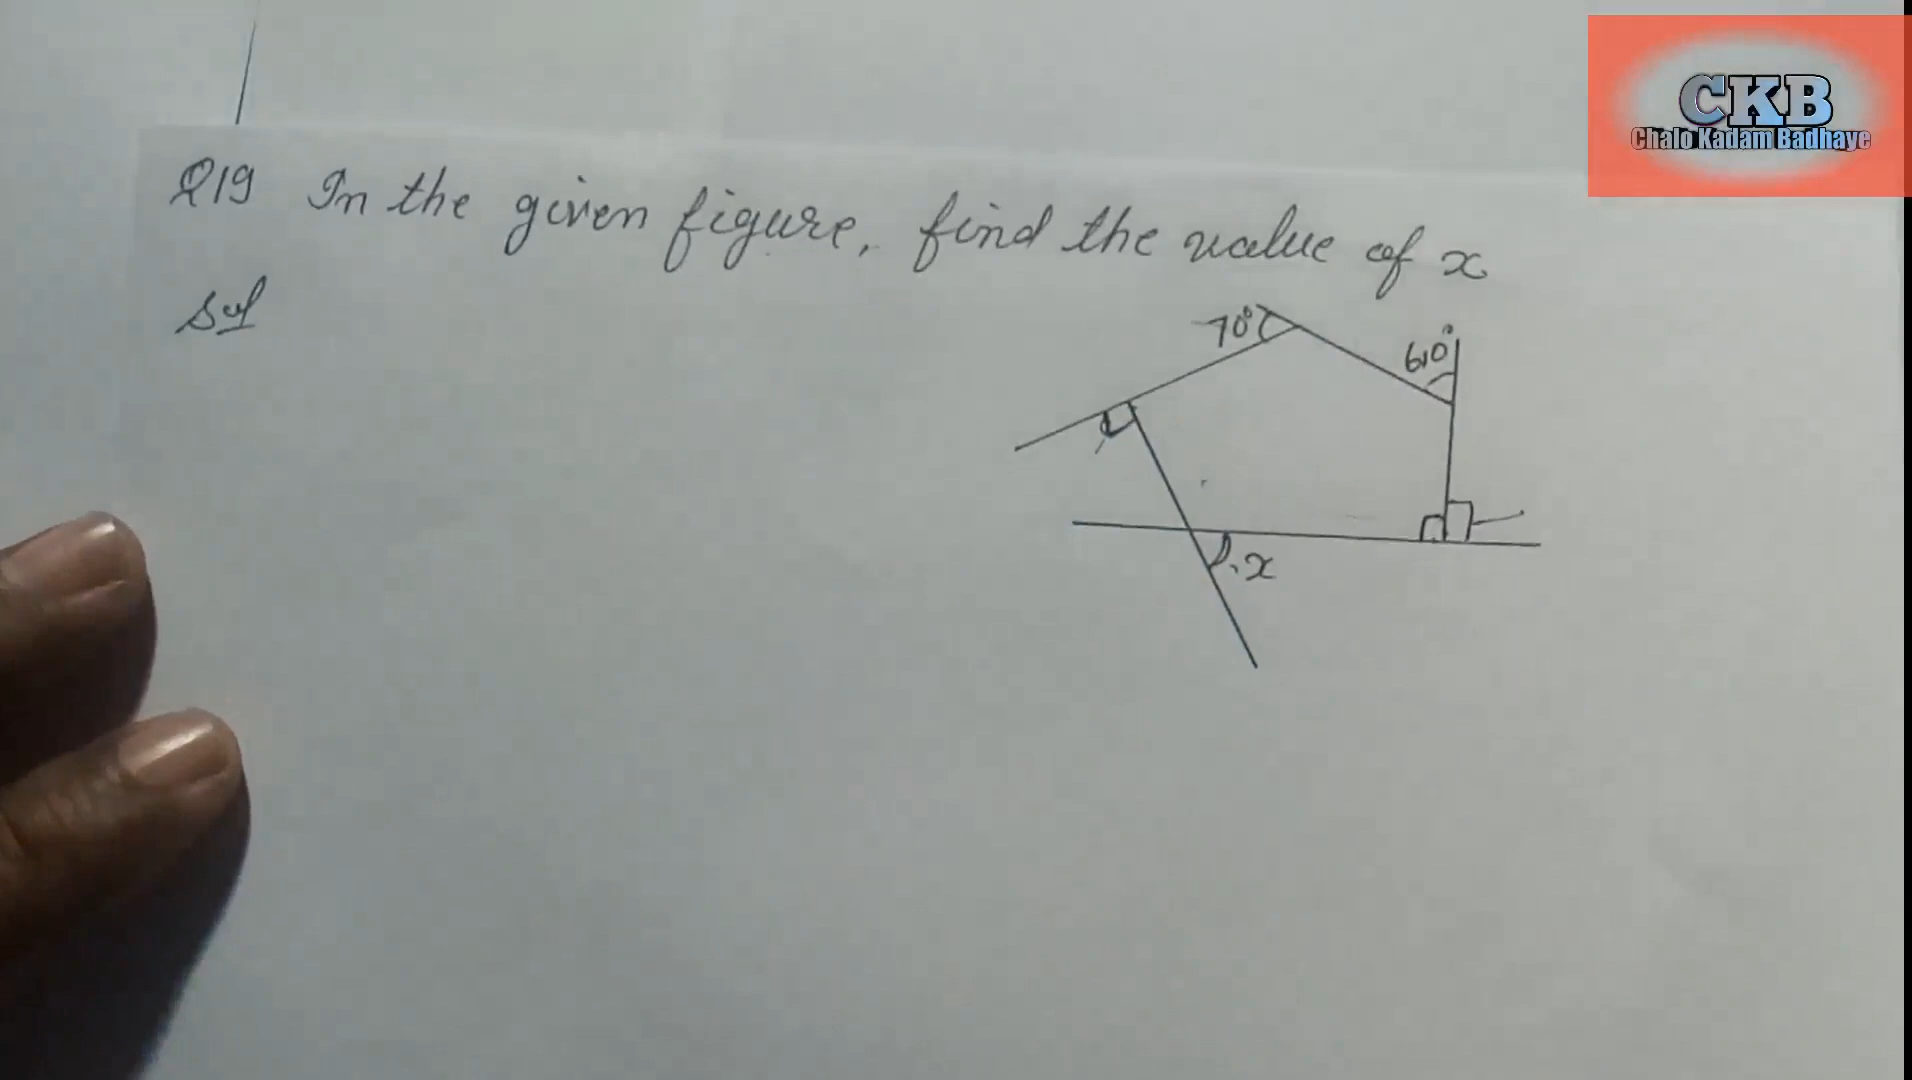 CKB
Chalo Kadam Badhaye
Q19 In the given figure, find the value of x
Sol
70°
60°
x